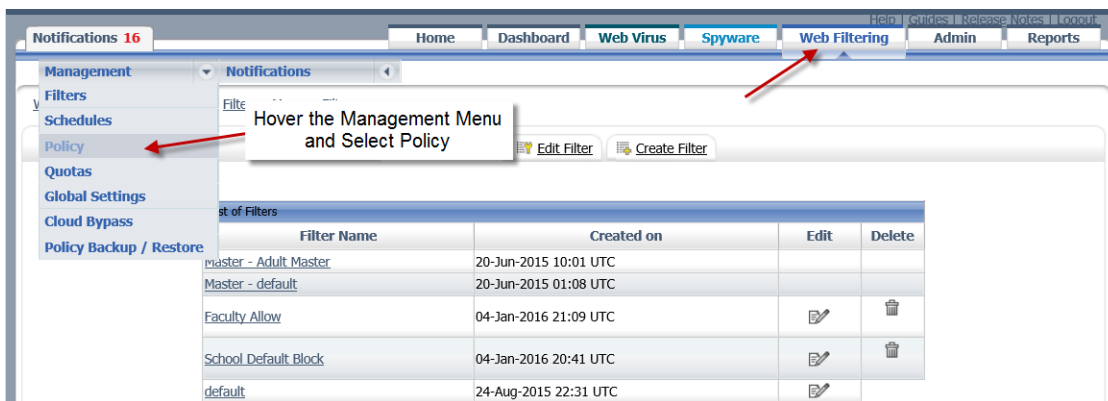 Help | Guides | Release Notes | Logout
Notifications 16
Home Dashboard Web Virus Spyware Web Filtering Admin Reports
Management Notifications
Filters
Schedules
Policy
Quotas
Global Settings
Cloud Bypass
Policy Backup / Restore
Hover the Management Menu
and Select Policy
Edit Filter Create Filter
Filters
Filter Name Created on Edit Delete
Master - Adult Master 20-Jun-2015 10:01 UTC
Master - default 20-Jun-2015 01:08 UTC
Faculty Allow 04-Jan-2016 21:09 UTC
School Default Block 04-Jan-2016 20:41 UTC
default 24-Aug-2015 22:31 UTC